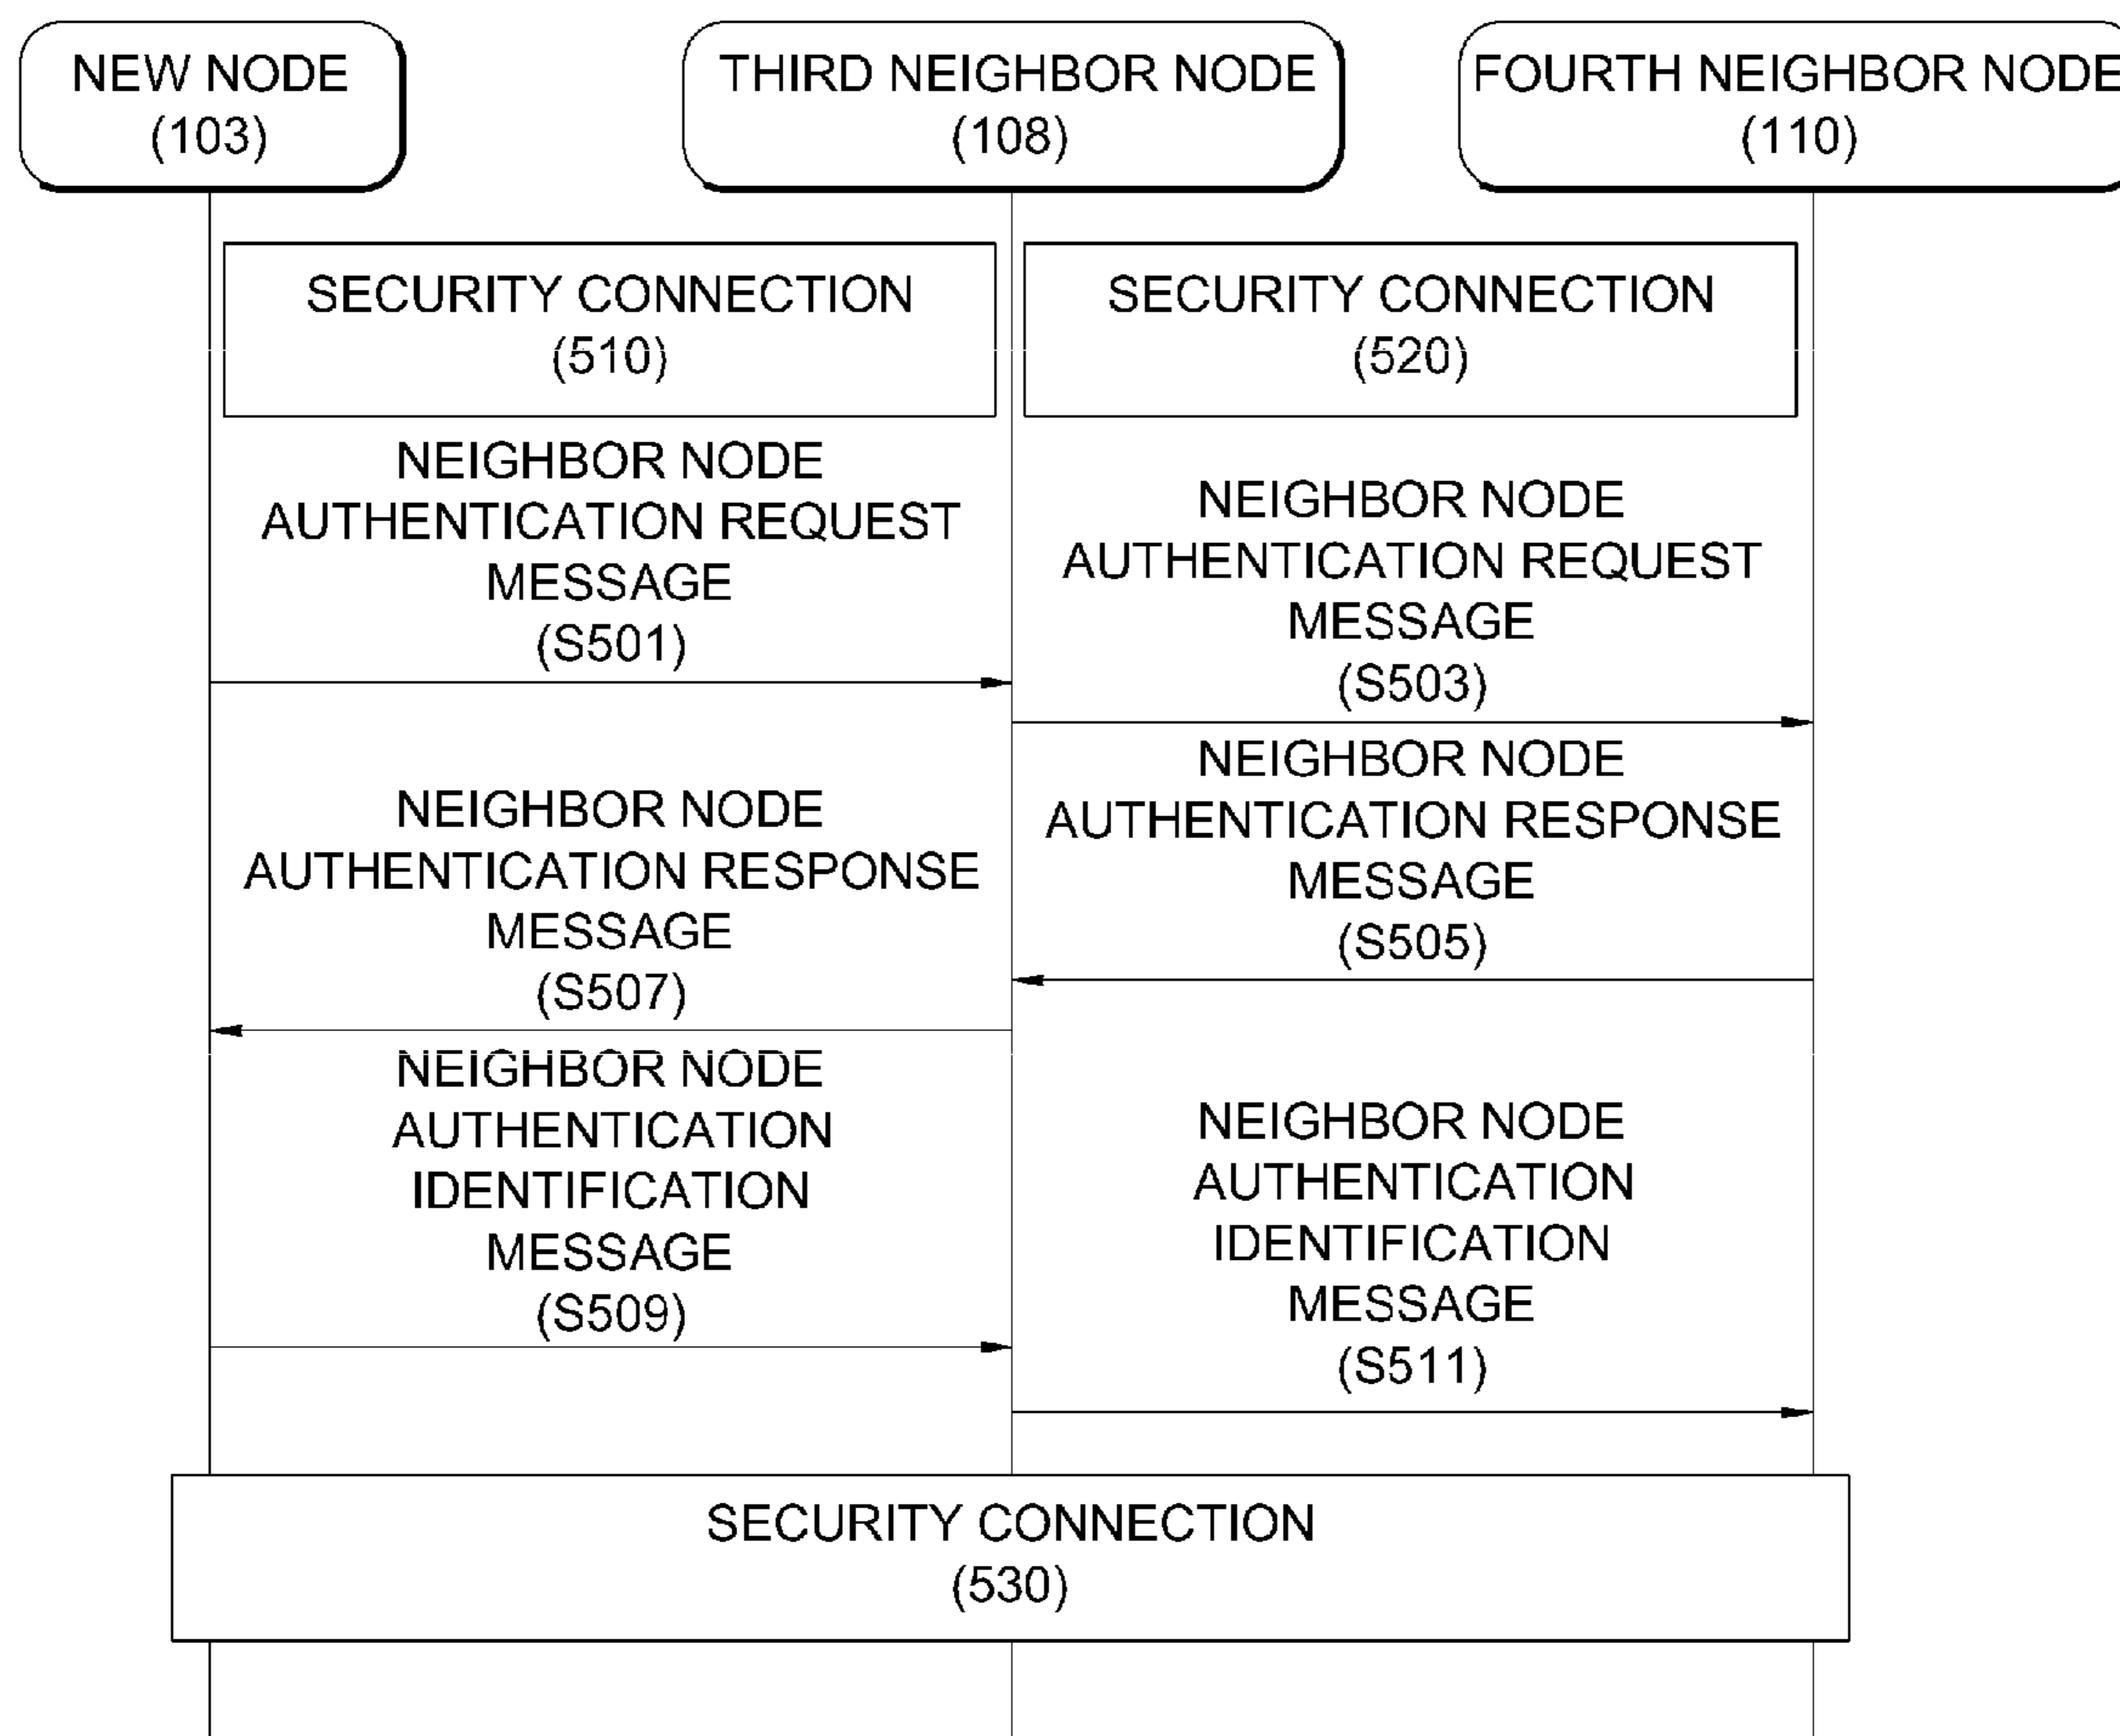 NEW NODE
(103)
THIRD NEIGHBOR NODE
(108)
FOURTH NEIGHBOR NODE
(110)
SECURITY CONNECTION
(510)
SECURITY CONNECTION
(520)
NEIGHBOR NODE
AUTHENTICATION REQUEST
MESSAGE
(S501)
NEIGHBOR NODE
AUTHENTICATION REQUEST
MESSAGE
(S503)
NEIGHBOR NODE
AUTHENTICATION RESPONSE
MESSAGE
(S505)
NEIGHBOR NODE
AUTHENTICATION RESPONSE
MESSAGE
(S507)
NEIGHBOR NODE
AUTHENTICATION
IDENTIFICATION
MESSAGE
(S509)
NEIGHBOR NODE
AUTHENTICATION
IDENTIFICATION
MESSAGE
(S511)
SECURITY CONNECTION
(530)